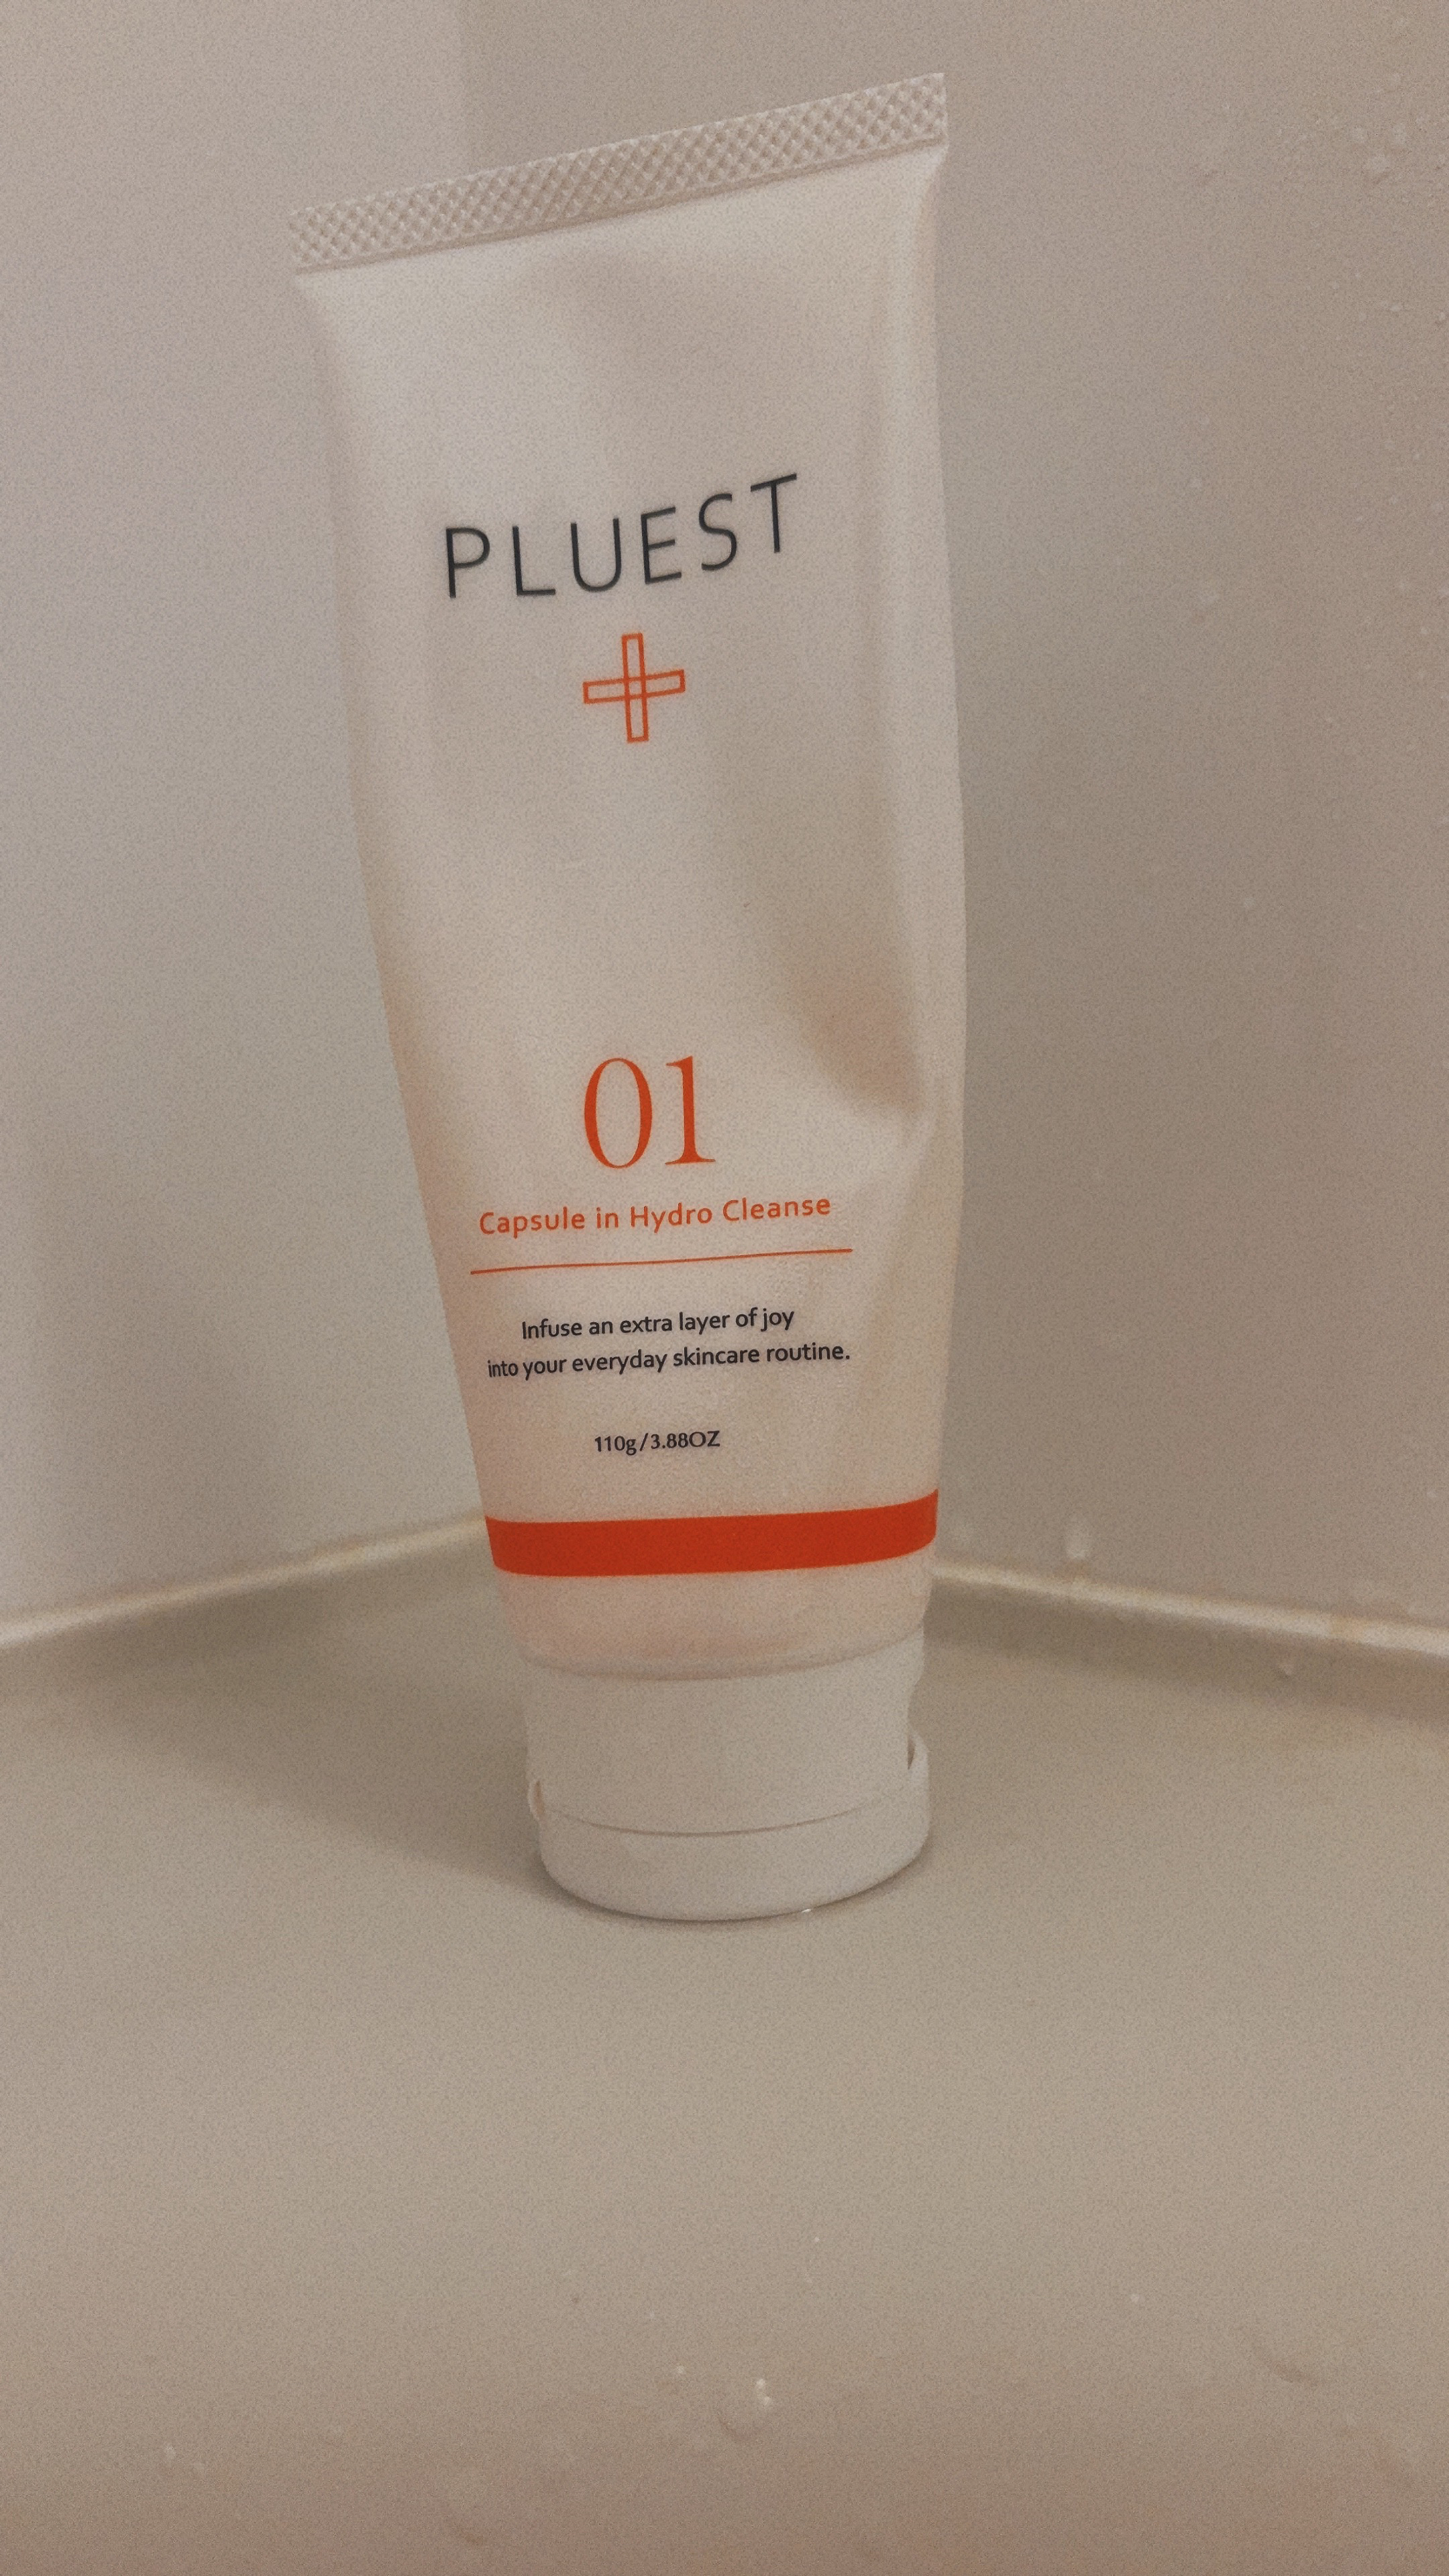 PLUEST
01
Capsule in Hydro Cleanse
Infuse an extra layer of joy
into your everyday skincare routine.
110g/3.88OZ